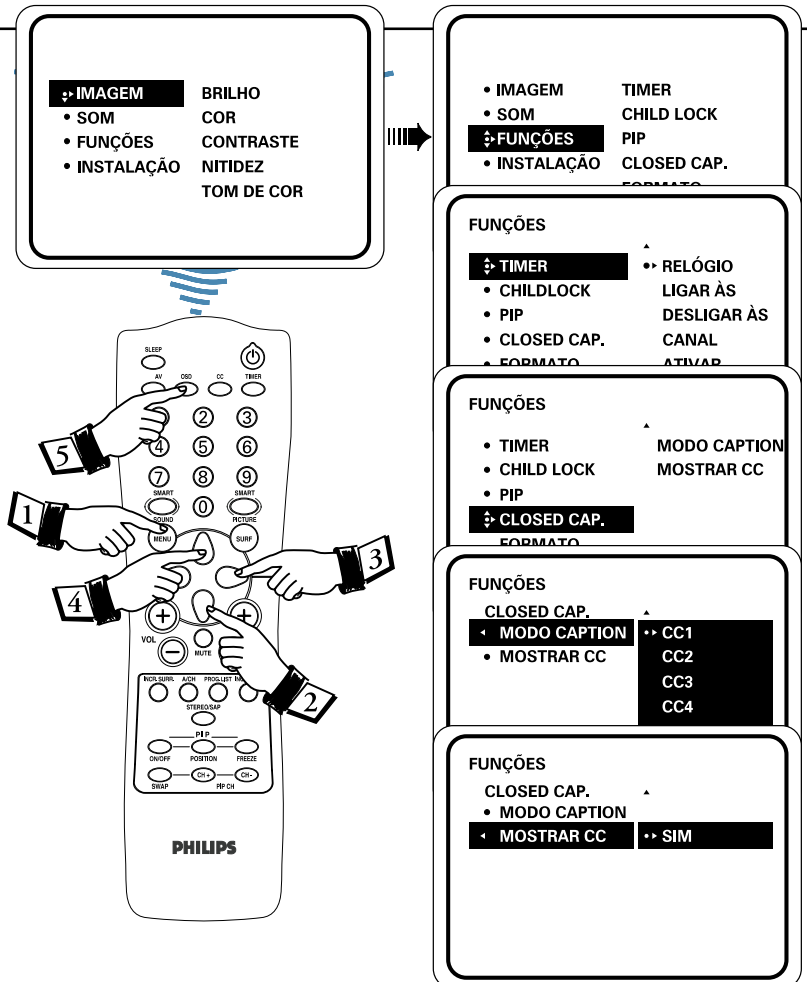 IMAGEM BRILHO
• SOM COR
• FUNÇÕES CONTRASTE
• INSTALAÇÃO NITIDEZ
TOM DE COR
• IMAGEM TIMER
• SOM CHILD LOCK
FUNÇÕES PIP
• INSTALAÇÃO CLOSED CAP.
FORMATO
FUNÇÕES
TIMER RELÓGIO
• CHILDLOCK LIGAR ÀS
• PIP DESLIGAR ÀS
• CLOSED CAP. CANAL
• FORMATO ATIVAR
FUNÇÕES
• TIMER MODO CAPTION
• CHILD LOCK MOSTRAR CC
• PIP
CLOSED CAP.
FORMATO
FUNÇÕES
CLOSED CAP.
MODO CAPTION CC1
• MOSTRAR CC CC2
CC3
CC4
FUNÇÕES
CLOSED CAP.
• MODO CAPTION
MOSTRAR CC SIM
SLEEP
AV OSD CC TIMER
2 3
4 5 6
7 8 9
SMART SMART
0
SOUND PICTURE
MENU SURF
+ +
VOL
−
MUTE
INCR. SURR. A/CH PROG.LIST
STEREO/SAP
PIP
ON/OFF POSITION FREEZE
CH + CH -
SWAP PIP CH
PHILIPS
5
1
4
3
2